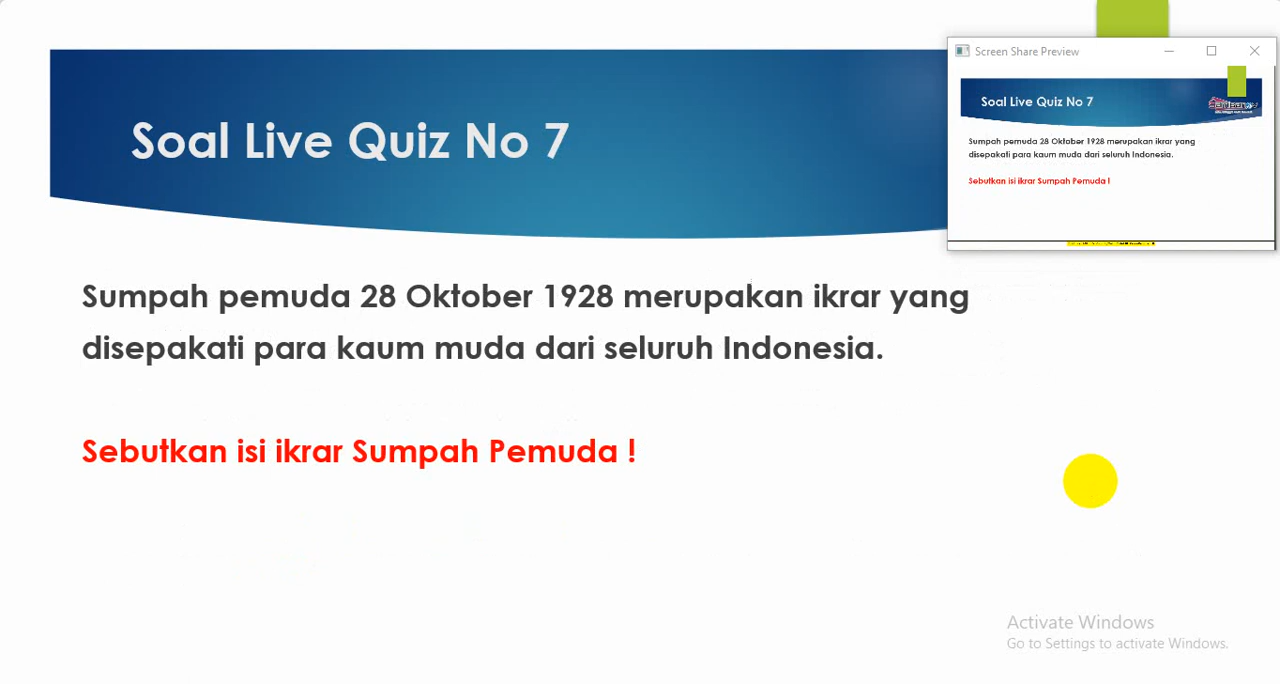 Soal Live Quiz No 7
Screen Share Preview
Soal Live Quiz No 7
Sumpah pemuda 28 Oktober 1928 merupakan ikrar yang
disepakati para kaum muda dari seluruh Indonesia.
Sebutkan isi ikrar Sumpah Pemuda !
Sumpah pemuda 28 Oktober 1928 merupakan ikrar yang
disepakati para kaum muda dari seluruh Indonesia.
Sebutkan isi ikrar Sumpah Pemuda !
Activate Windows
Go to Settings to activate Windows.